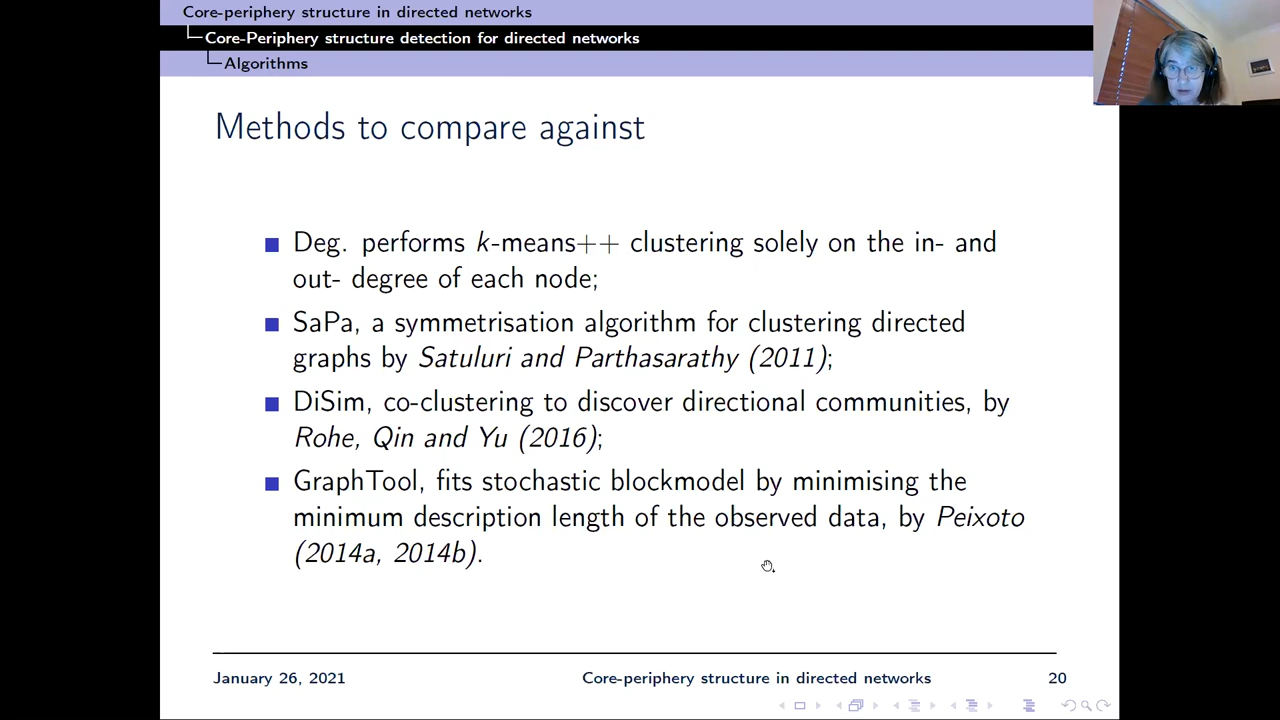 Core-periphery structure in directed networks
Core-Periphery structure detection for directed networks
Algorithms
Methods to compare against
Deg. performs k-means++ clustering solely on the in- and
out- degree of each node;
SaPa, a symmetrisation algorithm for clustering directed
graphs by Satuluri and Parthasarathy (2011);
DiSim, co-clustering to discover directional communities, by
Rohe, Qin and Yu (2016);
GraphTool, fits stochastic blockmodel by minimising the
minimum description length of the observed data, by Peixoto
(2014a, 2014b).
January 26, 2021 Core-periphery structure in directed networks 20